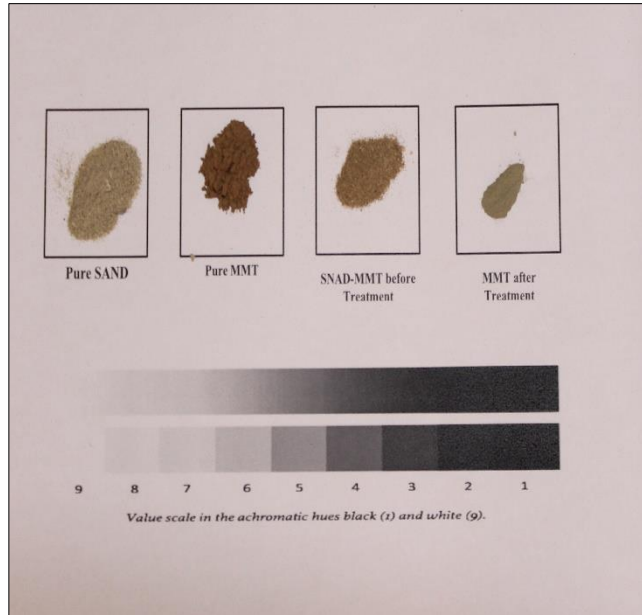 Pure SAND
Pure MMT
SNAD-MMT before
Treatment
MMT after
Treatment
9 8 7 6 5 4 3 2 1
Value scale in the achromatic hues black (1) and white (9).